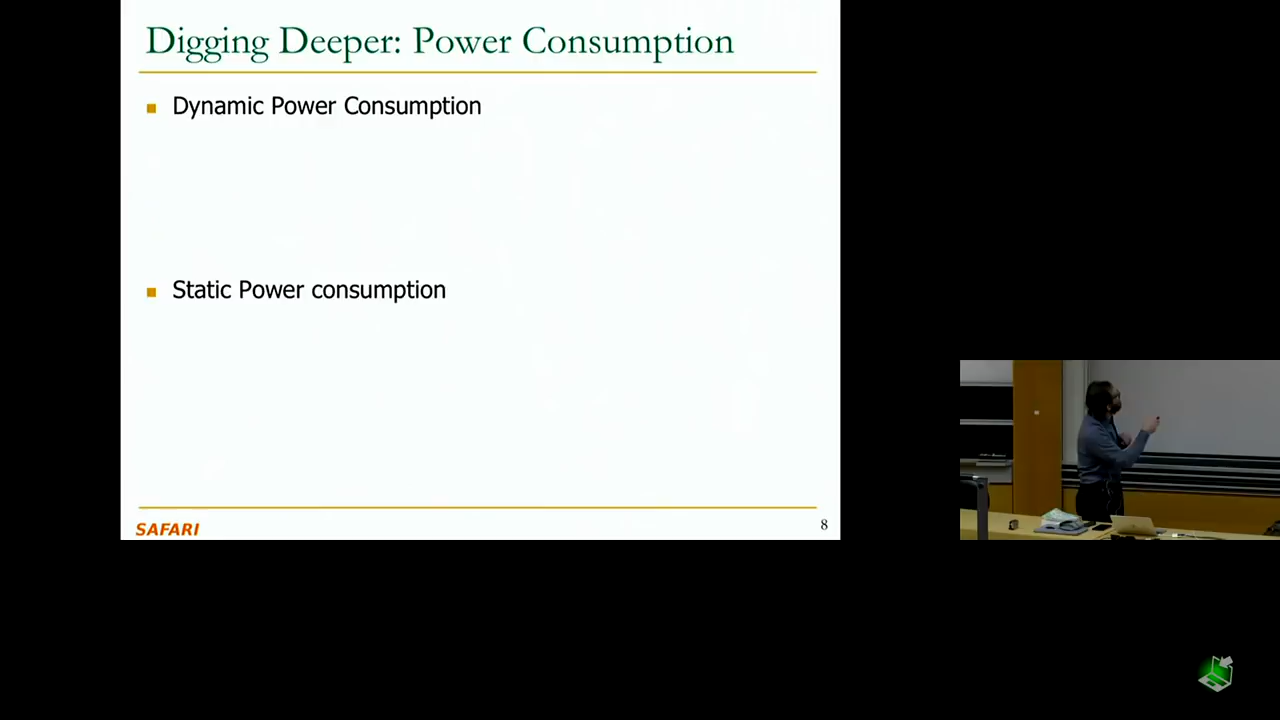 Digging Deeper: Power Consumption
Dynamic Power Consumption
Static Power consumption
SAFARI
8